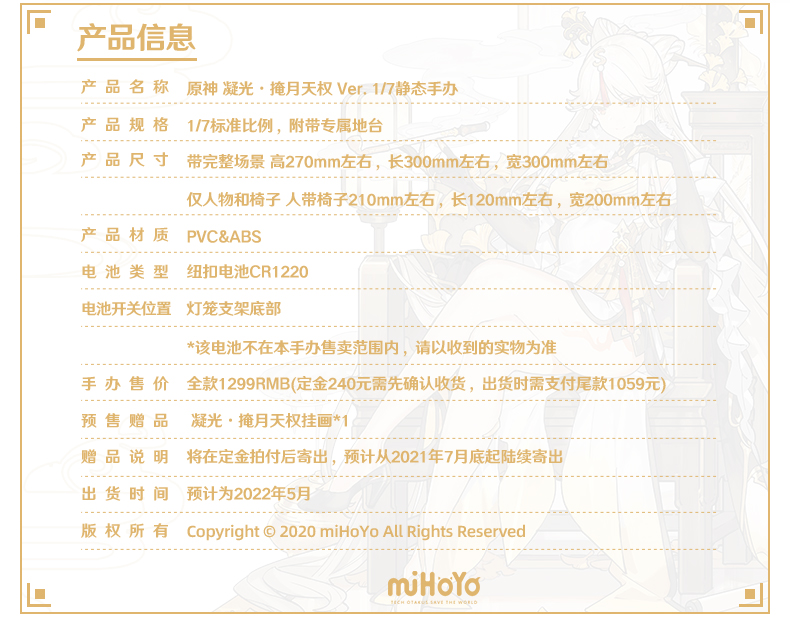 产品信息
产品名称 原神 凝光·掩月天权 Ver. 1/7静态手办
产品规格 1/7标准比例，附带专属地台
产品尺寸 带完整场景 高270mm左右，长300mm左右，宽300mm左右
仅人物和椅子 人带椅子210mm左右，长120mm左右，宽200mm左右
产品材质 PVC&ABS
电池类型 纽扣电池CR1220
电池开关位置 灯笼支架底部
*该电池不在本手办售卖范围内，请以收到的实物为准
手办售价 全款1299RMB(定金240元需先确认收货，出货时需支付尾款1059元)
预售赠品 凝光·掩月天权挂画*1
赠品说明 将在定金拍付后寄出，预计从2021年7月底起陆续寄出
出货时间 预计为2022年5月
版权所有 Copyright © 2020 miHoYo All Rights Reserved
miHoYo
TECH OTAKUS SAVE THE WORLD